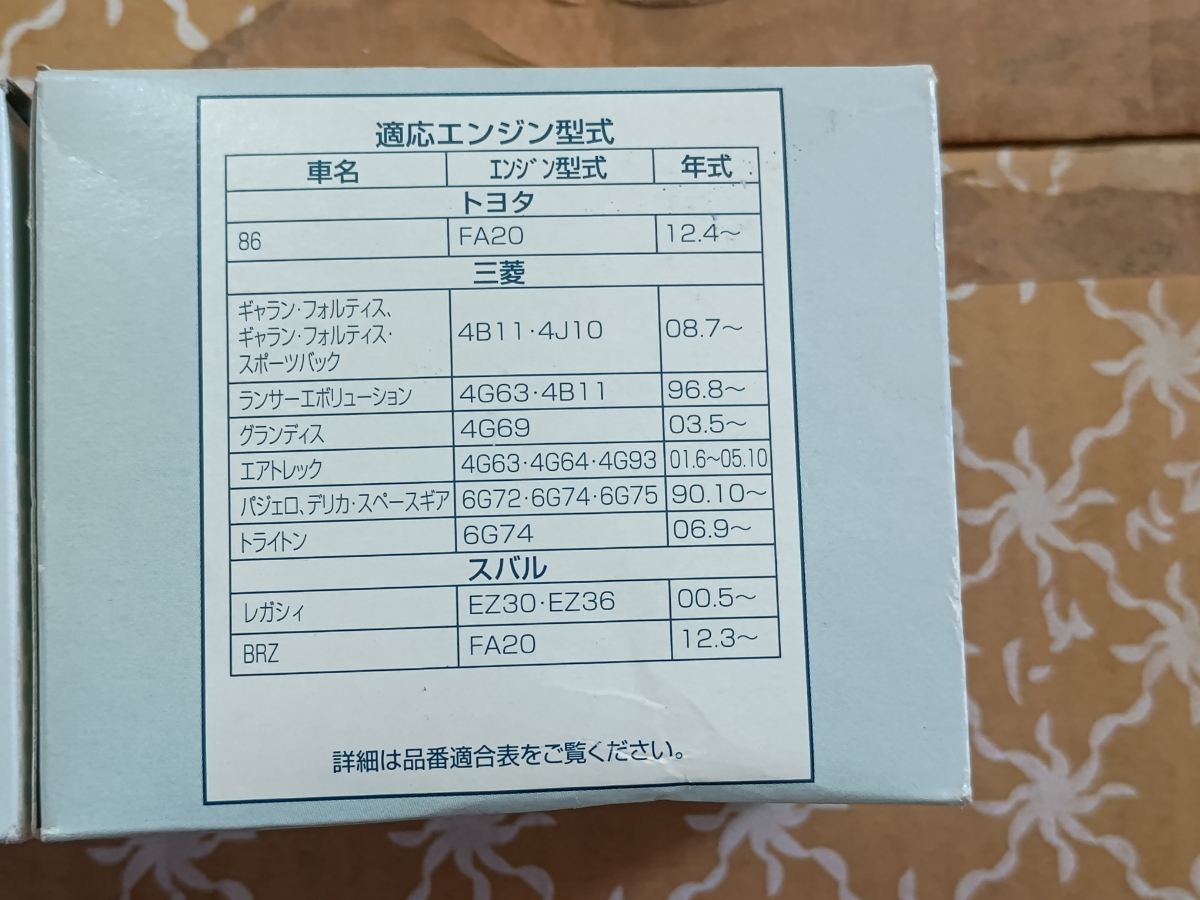 適応エンジン型式
車名 ｴﾝｼﾞﾝ型式 年式
トヨタ
86 FA20 12.4〜
三菱
ギャラン・フォルティス、
ギャラン・フォルティス・
スポーツバック 4B11・4J10 08.7〜
ランサーエボリューション 4G63・4B11 96.8〜
グランディス 4G69 03.5〜
エアトレック 4G63・4G64・4G93 01.6〜05.10
パジェロ、デリカ・スペースギア 6G72・6G74・6G75 90.10〜
トライトン 6G74 06.9〜
スバル
レガシィ EZ30・EZ36 00.5〜
BRZ FA20 12.3〜
詳細は品番適合表をご覧ください。